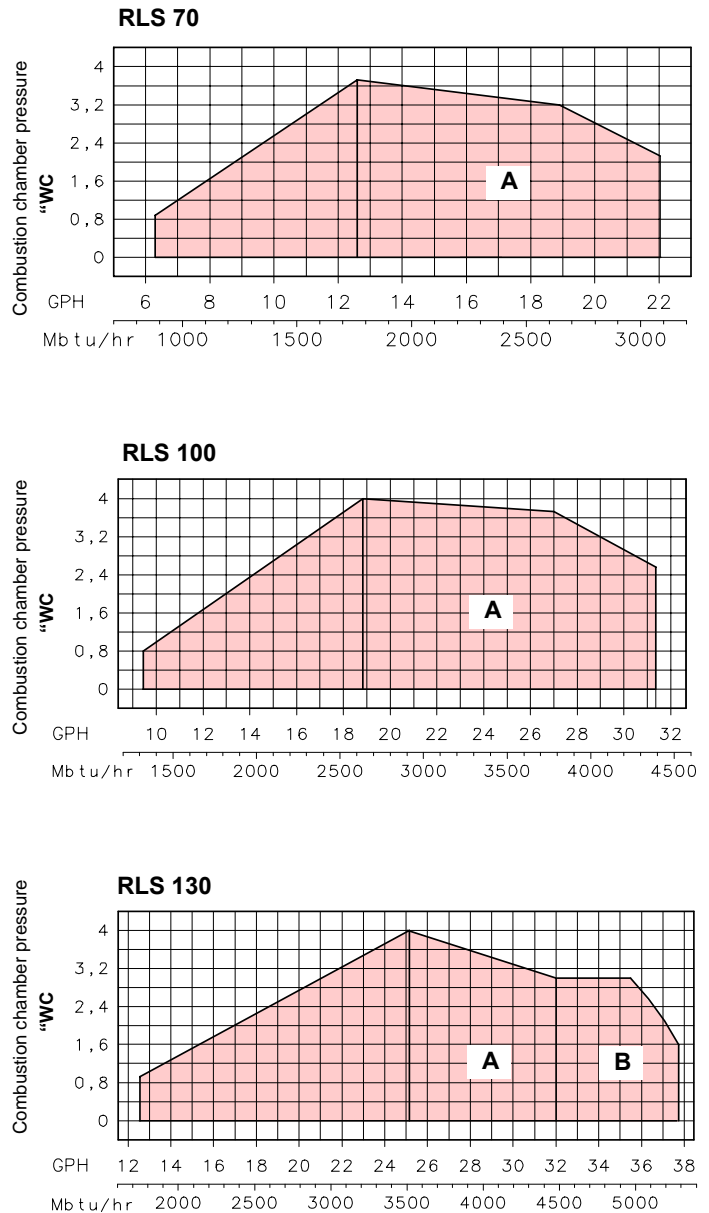 RLS 70
Combustion chamber pressure
“WC
4
3,2
2,4
1,6
0,8
0
A
GPH 6 8 10 12 14 16 18 20 22
Mbtu/hr 1000 1500 2000 2500 3000
RLS 100
Combustion chamber pressure
“WC
4
3,2
2,4
1,6
0,8
0
A
GPH 10 12 14 16 18 20 22 24 26 28 30 32
Mbtu/hr 1500 2000 2500 3000 3500 4000 4500
RLS 130
Combustion chamber pressure
“WC
4
3,2
2,4
1,6
0,8
0
A B
GPH 12 14 16 18 20 22 24 26 28 30 32 34 36 38
Mbtu/hr 2000 2500 3000 3500 4000 4500 5000